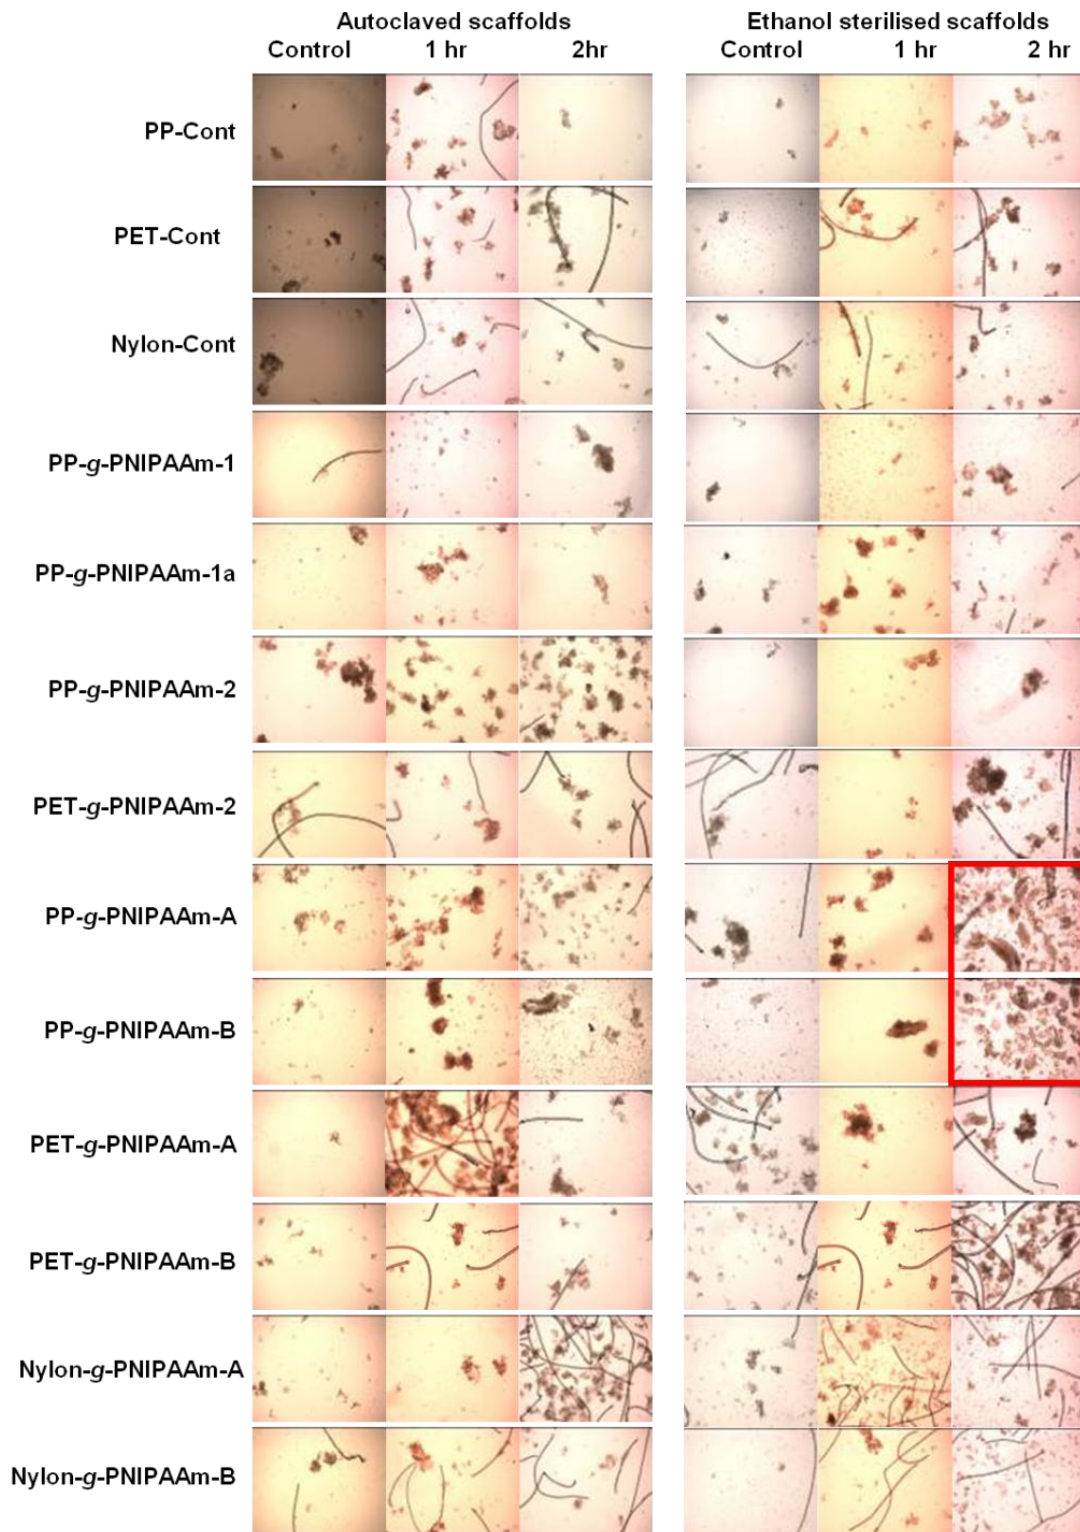 Autoclaved scaffolds Ethanol sterilised scaffolds
Control 1 hr 2hr Control 1 hr 2 hr
PP-Cont
PET-Cont
Nylon-Cont
PP-g-PNIPAAm-1
PP-g-PNIPAAm-1a
PP-g-PNIPAAm-2
PET-g-PNIPAAm-2
PP-g-PNIPAAm-A
PP-g-PNIPAAm-B
PET-g-PNIPAAm-A
PET-g-PNIPAAm-B
Nylon-g-PNIPAAm-A
Nylon-g-PNIPAAm-B